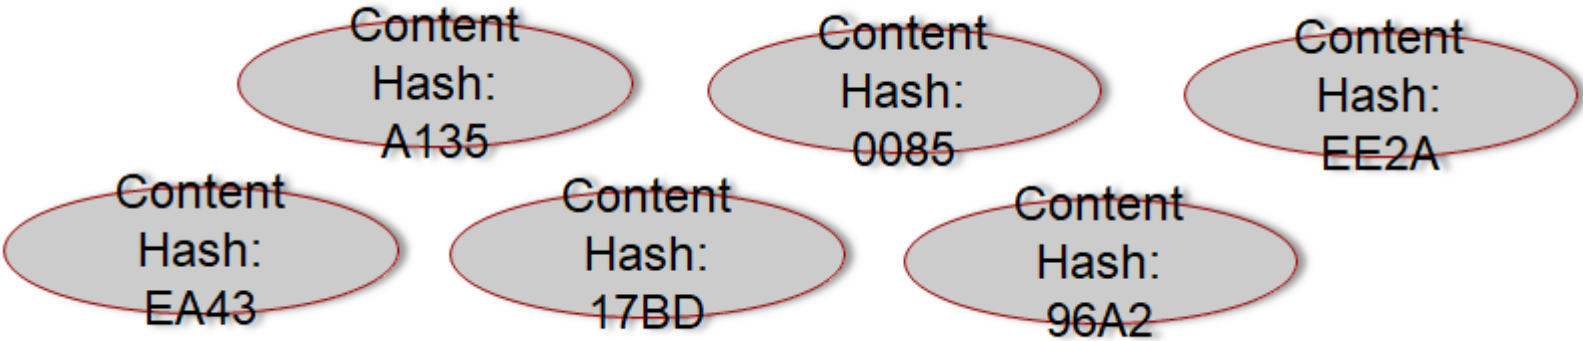 Content
Hash:
A135
Content
Hash:
0085
Content
Hash:
EE2A
Content
Hash:
EA43
Content
Hash:
17BD
Content
Hash:
96A2